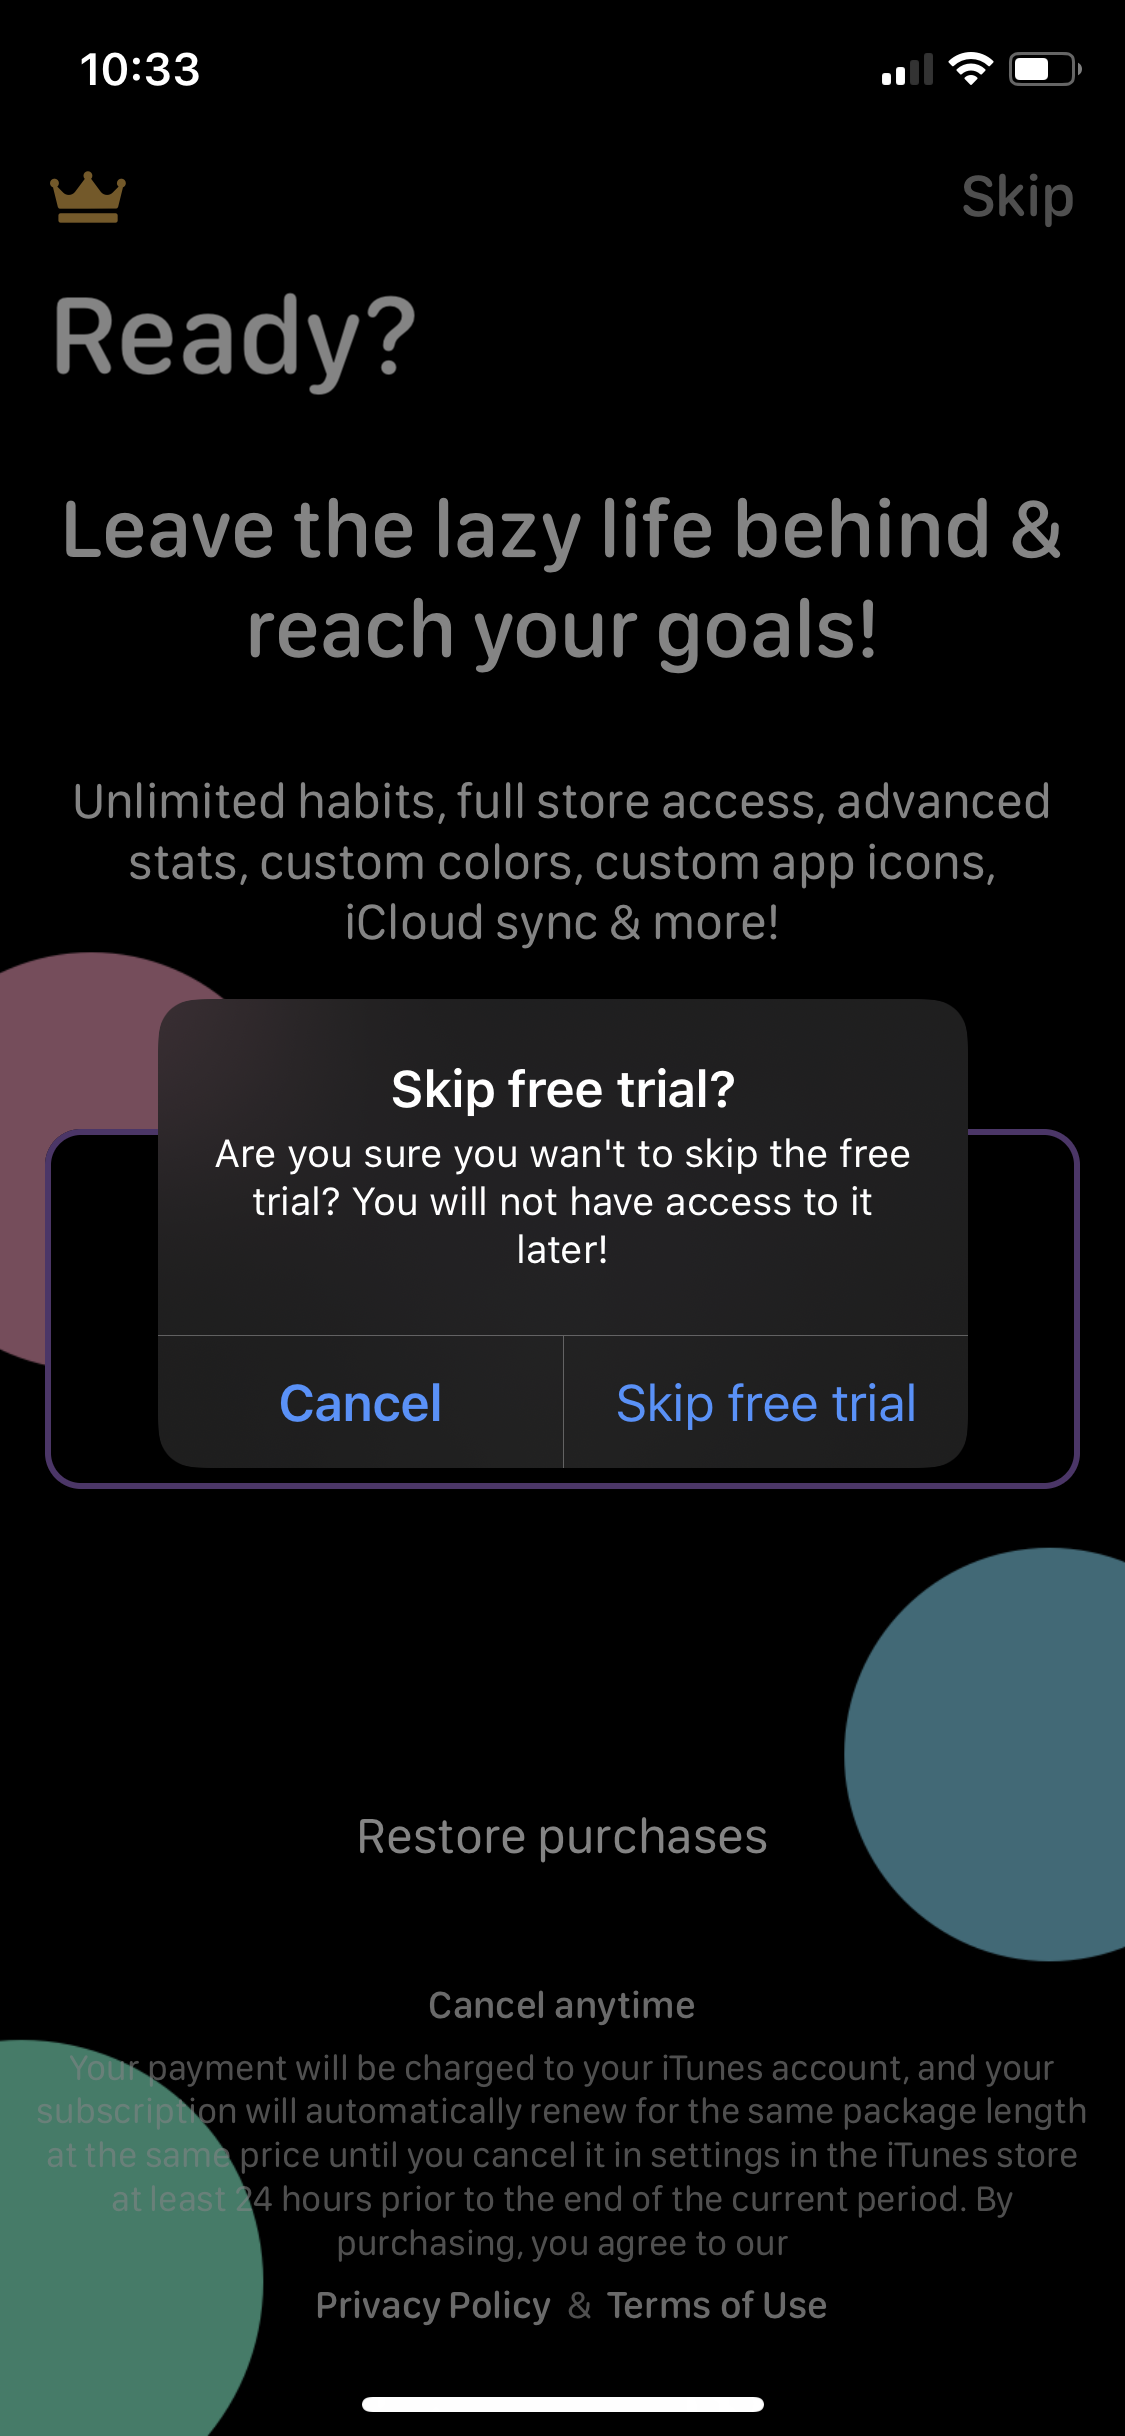 10:33
Skip
Ready?
Leave the lazy life behind &
reach your goals!
Unlimited habits, full store access, advanced
stats, custom colors, custom app icons,
iCloud sync & more!
Skip free trial?
Are you sure you wan't to skip the free
trial? You will not have access to it
later!
Cancel
Skip free trial
Restore purchases
Cancel anytime
Your payment will be charged to your iTunes account, and your
subscription will automatically renew for the same package length
at the same price until you cancel it in settings in the iTunes store
at least 24 hours prior to the end of the current period. By
purchasing, you agree to our
Privacy Policy & Terms of Use